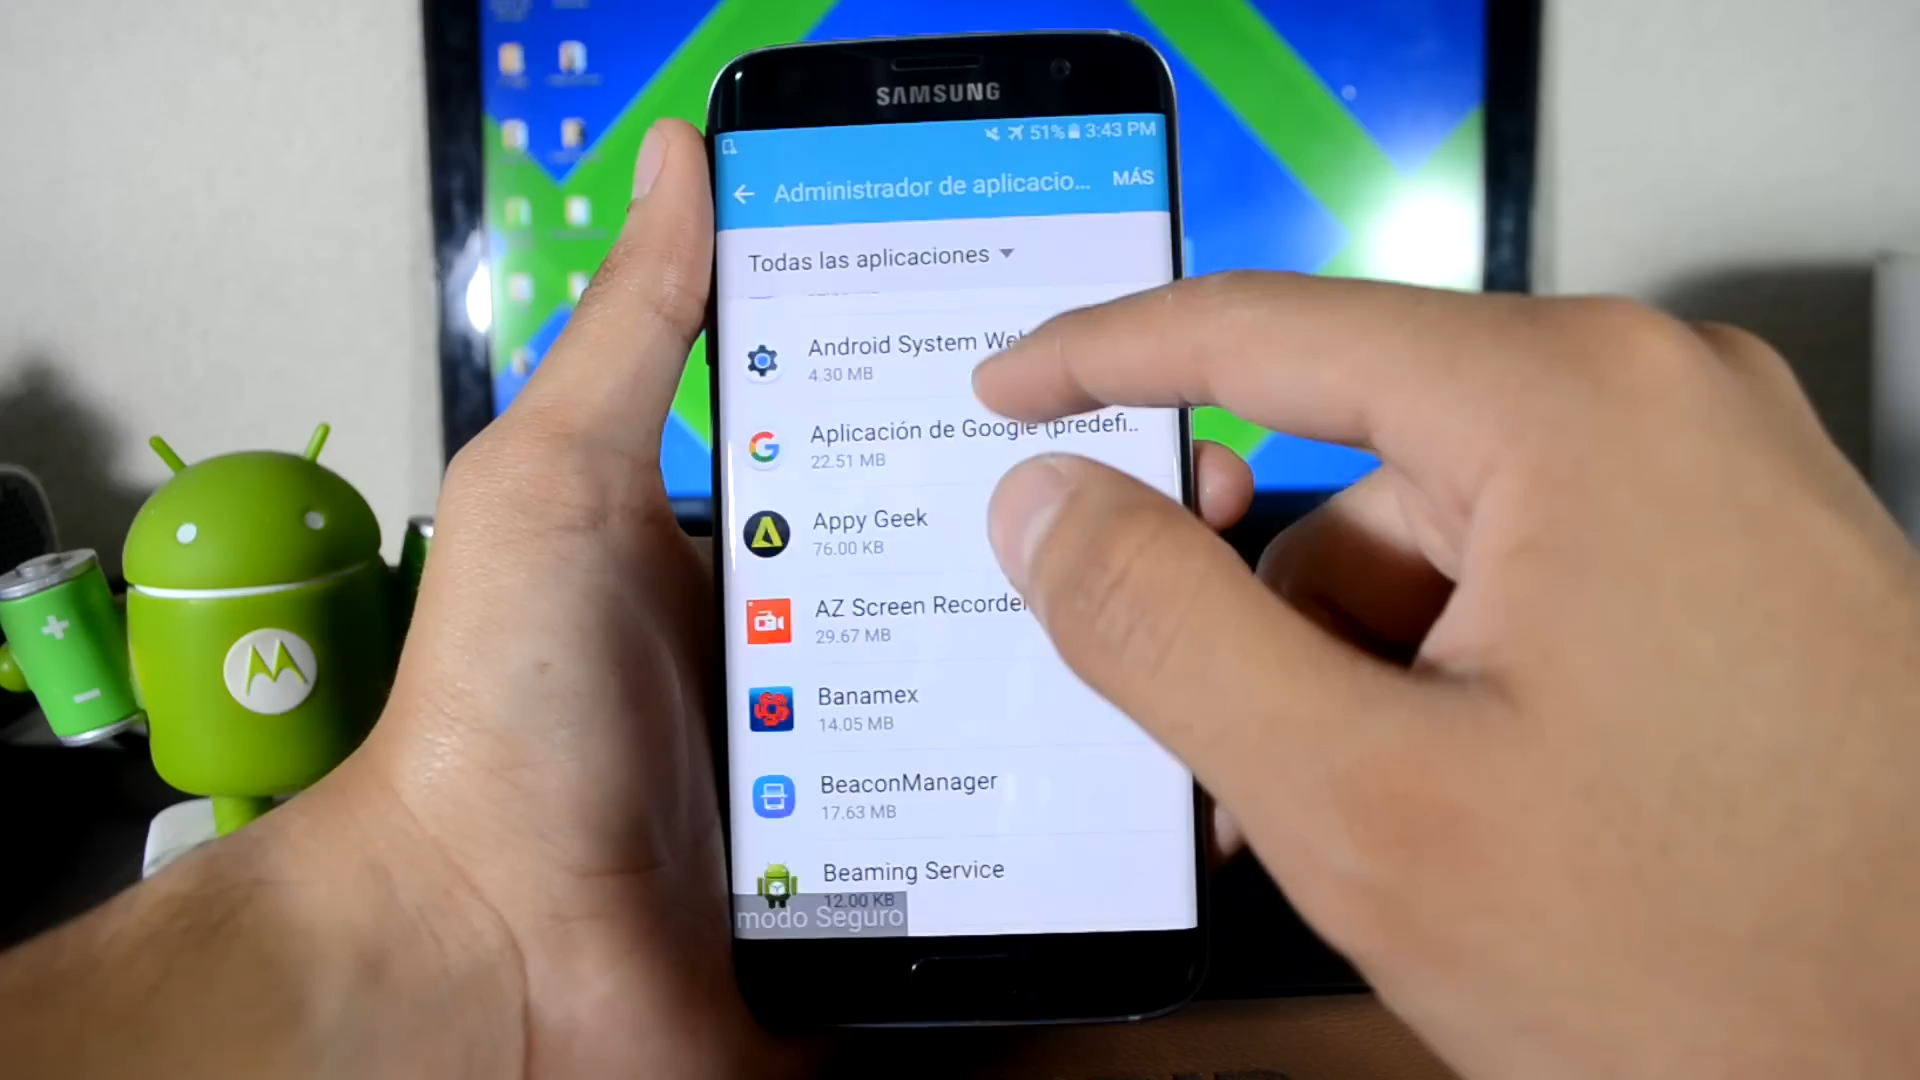 SAMSUNG
51% 3:43 PM
Administrador de aplicacio... MÁS
Todas las aplicaciones
Android System Web
4.30 MB
Aplicación de Google (predefi..
22.51 MB
Appy Geek
76.00 KB
AZ Screen Recorder
29.67 MB
Banamex
14.05 MB
BeaconManager
17.63 MB
Beaming Service
12.00 KB
modo Seguro